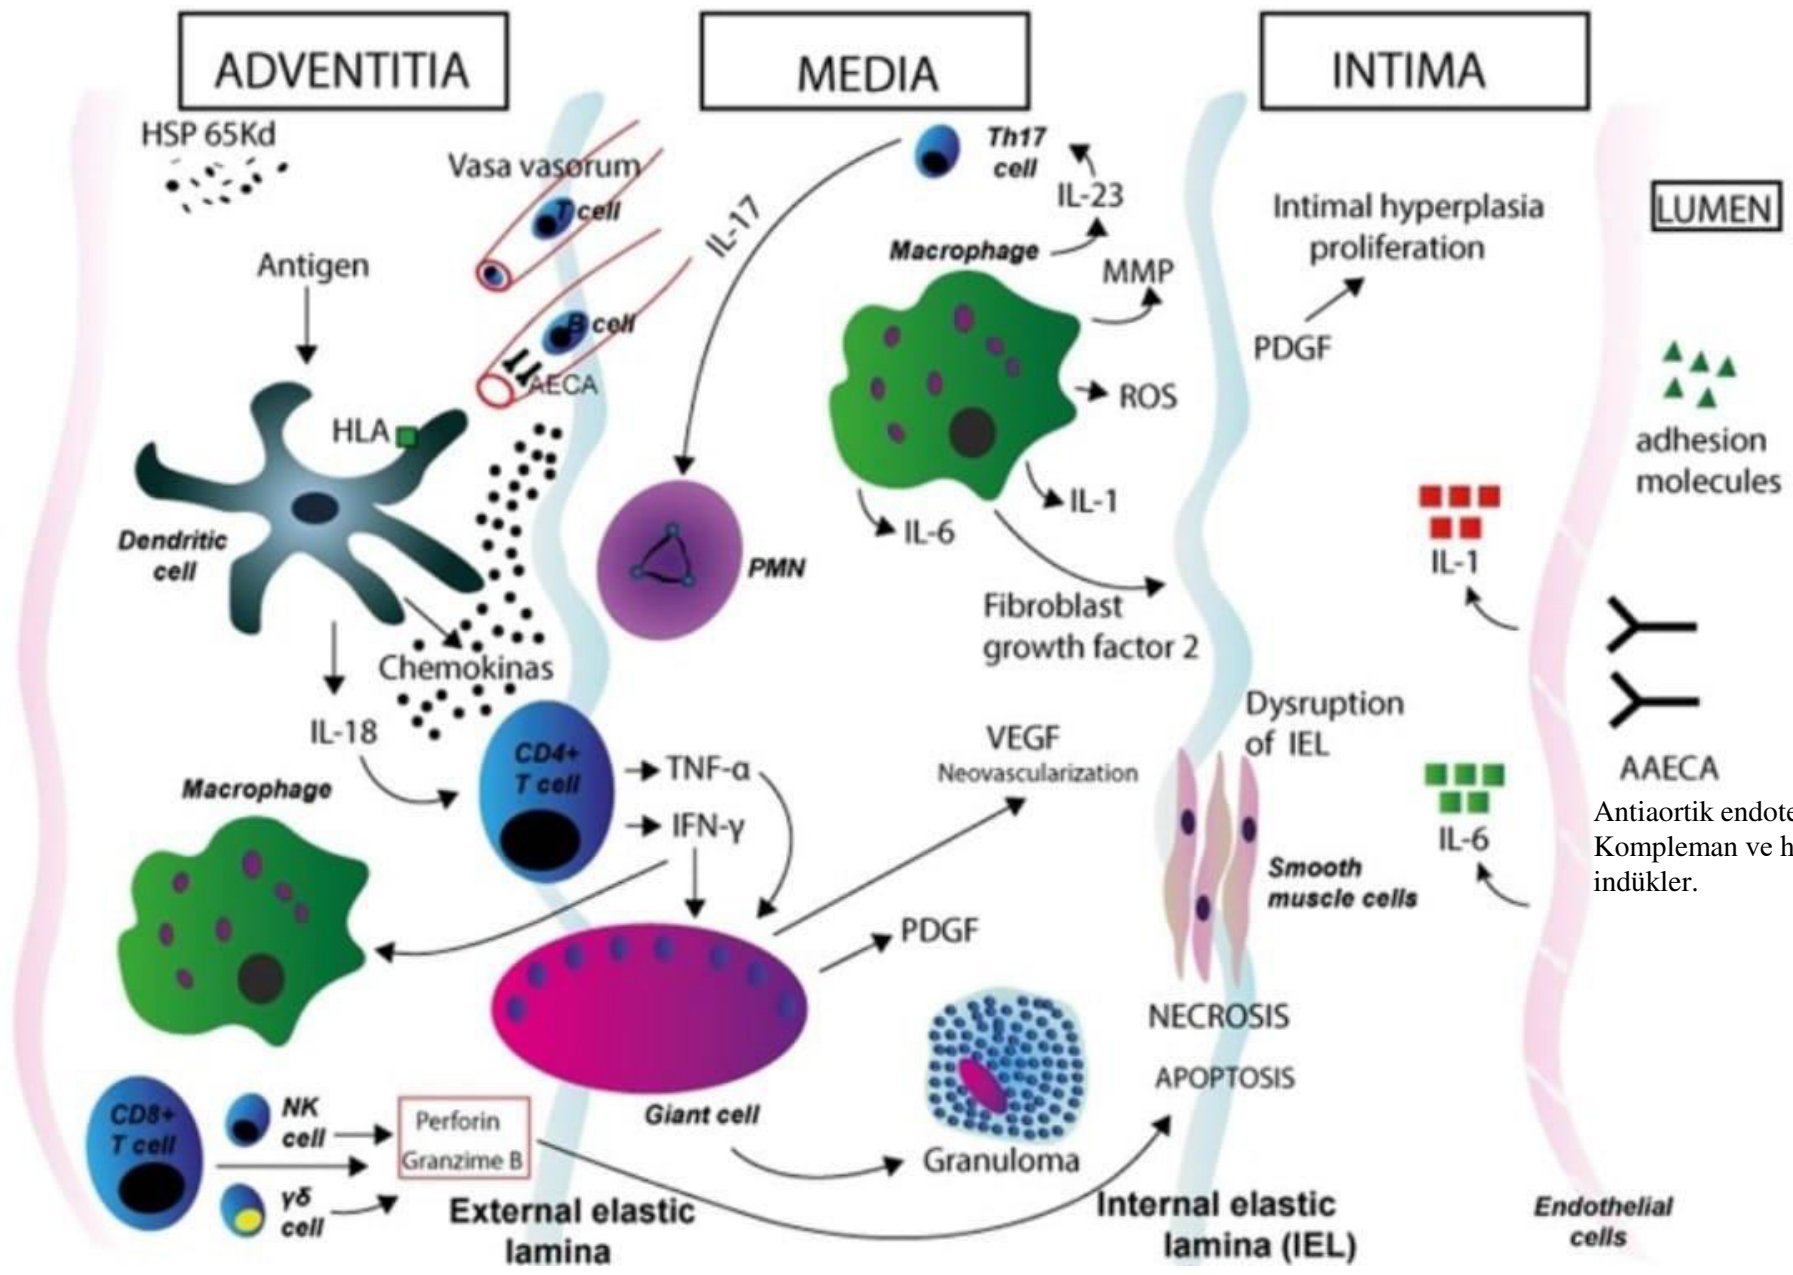 ADVENTITIA
MEDIA
INTIMA
HSP 65Kd
Vasa vasorum
T cell
B cell
AECA
Antigen
HLA
Dendritic
cell
Chemokinas
IL-18
Macrophage
CD4+
T cell
TNF-α
IFN-γ
CD8+
T cell
NK
cell
γδ
cell
Perforin
Granzime B
External elastic
lamina
IL-17
Th17
cell
IL-23
Macrophage
MMP
ROS
IL-1
IL-6
PMN
Fibroblast
growth factor 2
VEGF
Neovascularization
PDGF
Giant cell
Granuloma
Intimal hyperplasia
proliferation
PDGF
Dysruption
of IEL
Smooth
muscle cells
NECROSIS
APOPTOSIS
Internal elastic
lamina (IEL)
IL-1
IL-6
LUMEN
adhesion
molecules
AAECA
Antiaortik
Kompleman ve
indükler.
Endothelial
cells